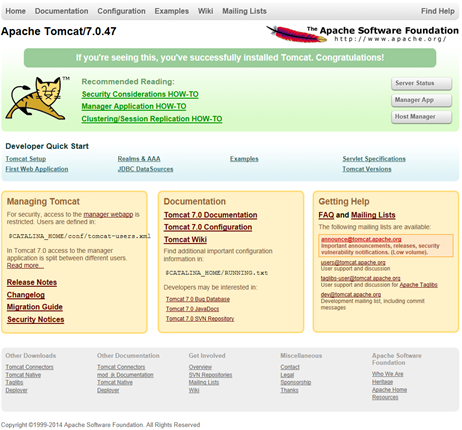 Home Documentation Configuration Examples Wiki Mailing Lists Find Help
Apache Tomcat/7.0.47
The Apache Software Foundation
http://www.apache.org/
If you're seeing this, you've successfully installed Tomcat. Congratulations!
TM
Recommended Reading:
Security Considerations HOW-TO
Manager Application HOW-TO
Clustering/Session Replication HOW-TO
Server Status
Manager App
Host Manager
Developer Quick Start
Tomcat Setup Realms & AAA Examples Servlet Specifications
First Web Application JDBC DataSources Tomcat Versions
Managing Tomcat
For security, access to the manager webapp is
restricted. Users are defined in:
$CATALINA_HOME/conf/tomcat-users.xml
In Tomcat 7.0 access to the manager
application is split between different users.
Read more...
Release Notes
Changelog
Migration Guide
Security Notices
Documentation
Tomcat 7.0 Documentation
Tomcat 7.0 Configuration
Tomcat Wiki
Find additional important configuration
information in:
$CATALINA_HOME/RUNNING.txt
Developers may be interested in:
Tomcat 7.0 Bug Database
Tomcat 7.0 JavaDocs
Tomcat 7.0 SVN Repository
Getting Help
FAQ and Mailing Lists
The following mailing lists are available:
announce@tomcat.apache.org
Important announcements, releases, security
vulnerability notifications. (Low volume).
users@tomcat.apache.org
User support and discussion
taglibs-user@tomcat.apache.org
User support and discussion for Apache Taglibs
dev@tomcat.apache.org
Development mailing list, including commit
messages
Other Downloads
Tomcat Connectors
Tomcat Native
Taglibs
Deployer
Other Documentation
Tomcat Connectors
mod_jk Documentation
Tomcat Native
Deployer
Get Involved
Overview
SVN Repositories
Mailing Lists
Wiki
Miscellaneous
Contact
Legal
Sponsorship
Thanks
Apache Software
Foundation
Who We Are
Heritage
Apache Home
Resources
Copyright ©1999-2014 Apache Software Foundation. All Rights Reserved